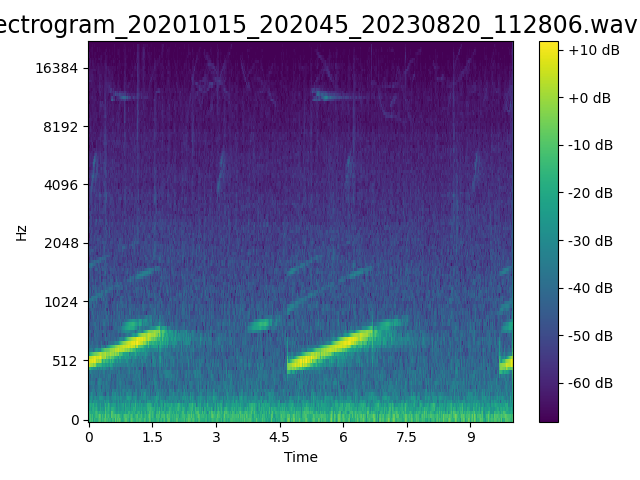 ectrogram_20201015_202045_20230820_112806.wav
16384
8192
4096
2048
1024
512
0
Hz
0 1.5 3 4.5 6 7.5 9
Time
+10 dB
+0 dB
-10 dB
-20 dB
-30 dB
-40 dB
-50 dB
-60 dB